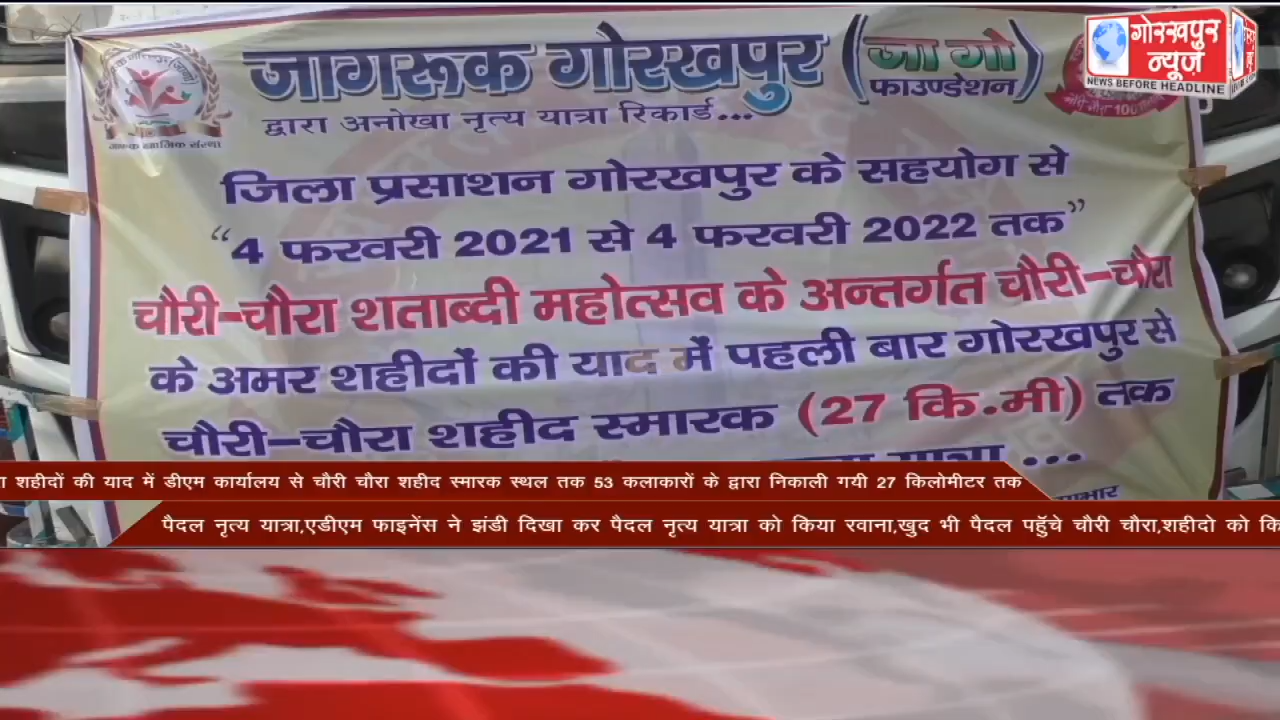 जागरूक गोरखपुर (जा गो फाउण्डेशन)
द्वारा अनोखा नृत्य यात्रा रिकार्ड...
जिला प्रसाशन गोरखपुर के सहयोग से
“4 फरवरी 2021 से 4 फरवरी 2022 तक”
चौरी-चौरा शताब्दी महोत्सव के अन्तर्गत चौरी-चौरा
के अमर शहीदों की याद में पहली बार गोरखपुर से
चौरी-चौरा शहीद स्मारक (27 कि.मी) तक
यात्रा ...
गोरखपुर
न्यूज़
NEWS BEFORE HEADLINE
शहीदों की याद में डीएम कार्यालय से चौरी चौरा शहीद स्मारक स्थल तक 53 कलाकारों के द्वारा निकाली गयी 27 किलोमीटर तक
पैदल नृत्य यात्रा,एडीएम फाइनेंस ने झंडी दिखा कर पैदल नृत्य यात्रा को किया रवाना,खुद भी पैदल पहुँचे चौरी चौरा,शहीदो को कि